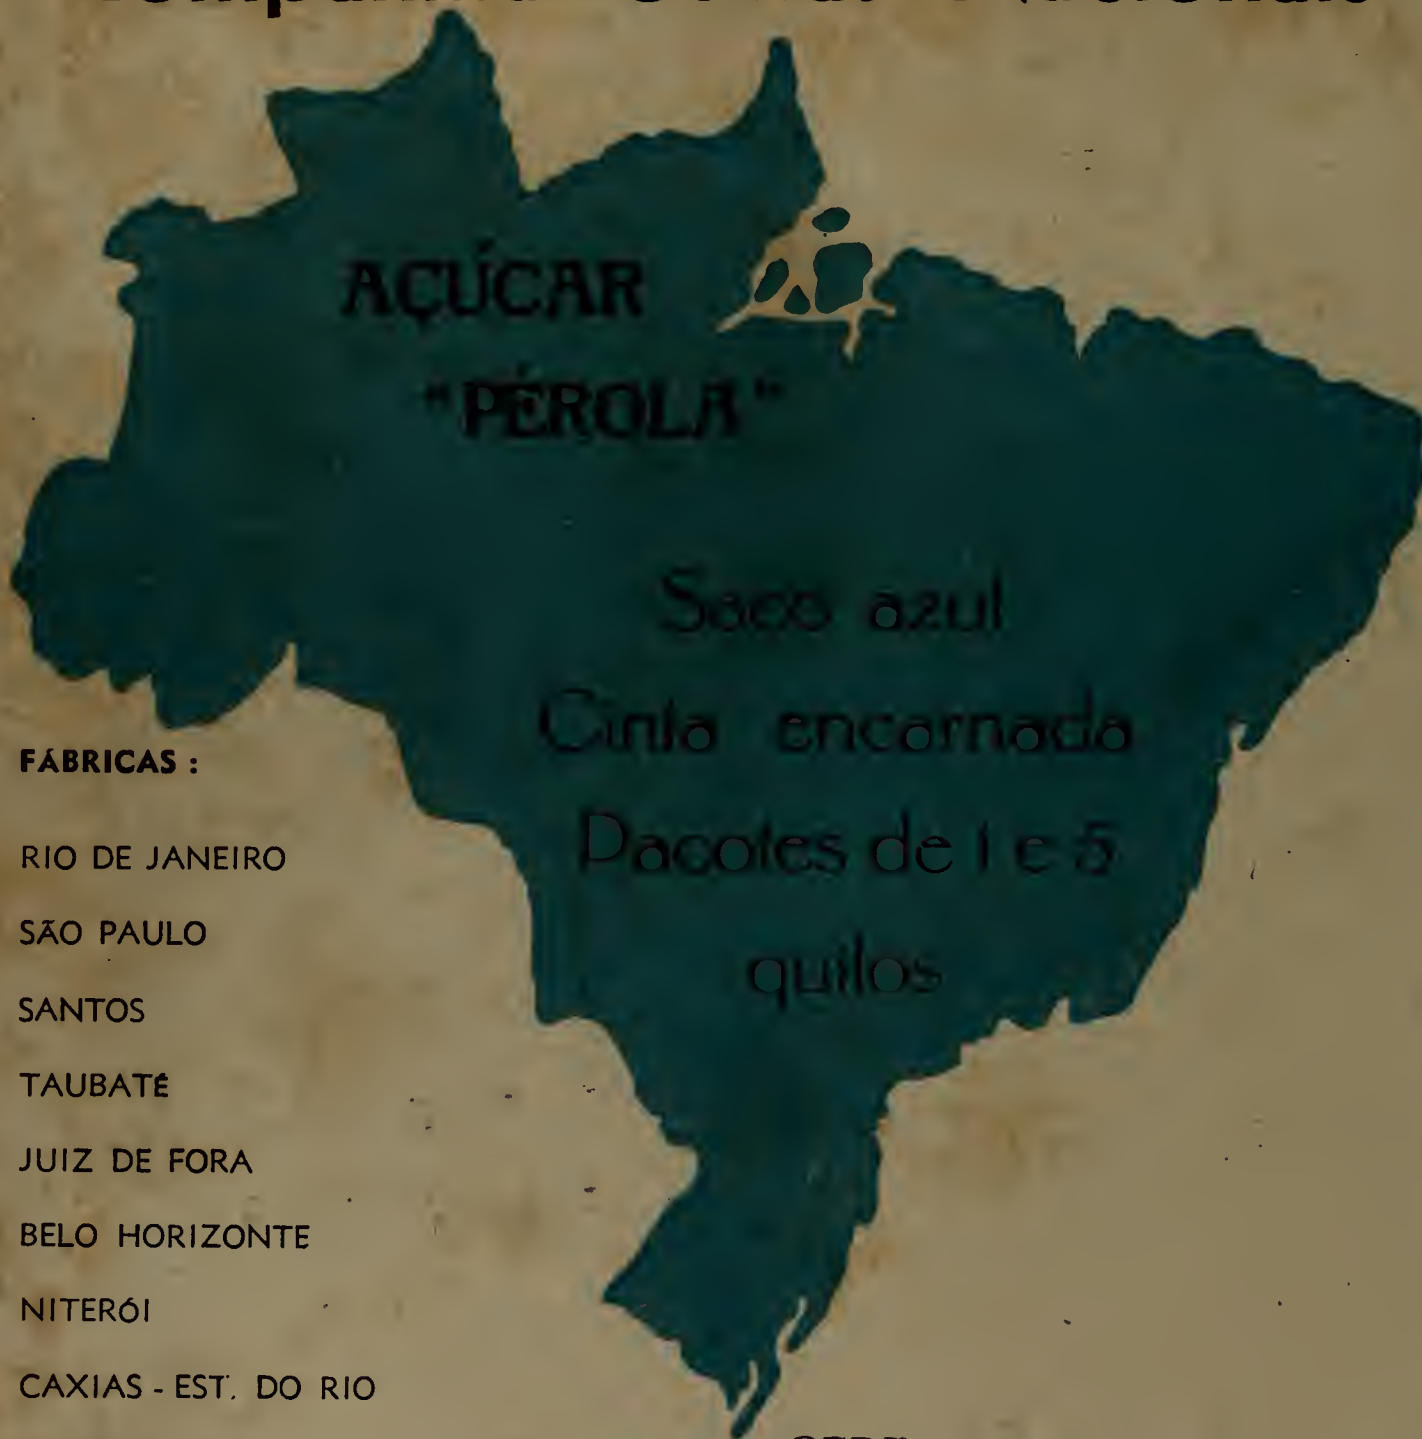 AÇÚCAR
"PÉROLA"
Saco azul
Cinta encarnada
Pacotes de 1 e 5
quilos
FÁBRICAS :
RIO DE JANEIRO
SÃO PAULO
SANTOS
TAUBATÉ
JUIZ DE FORA
BELO HORIZONTE
NITERÓI
CAXIAS - EST. DO RIO